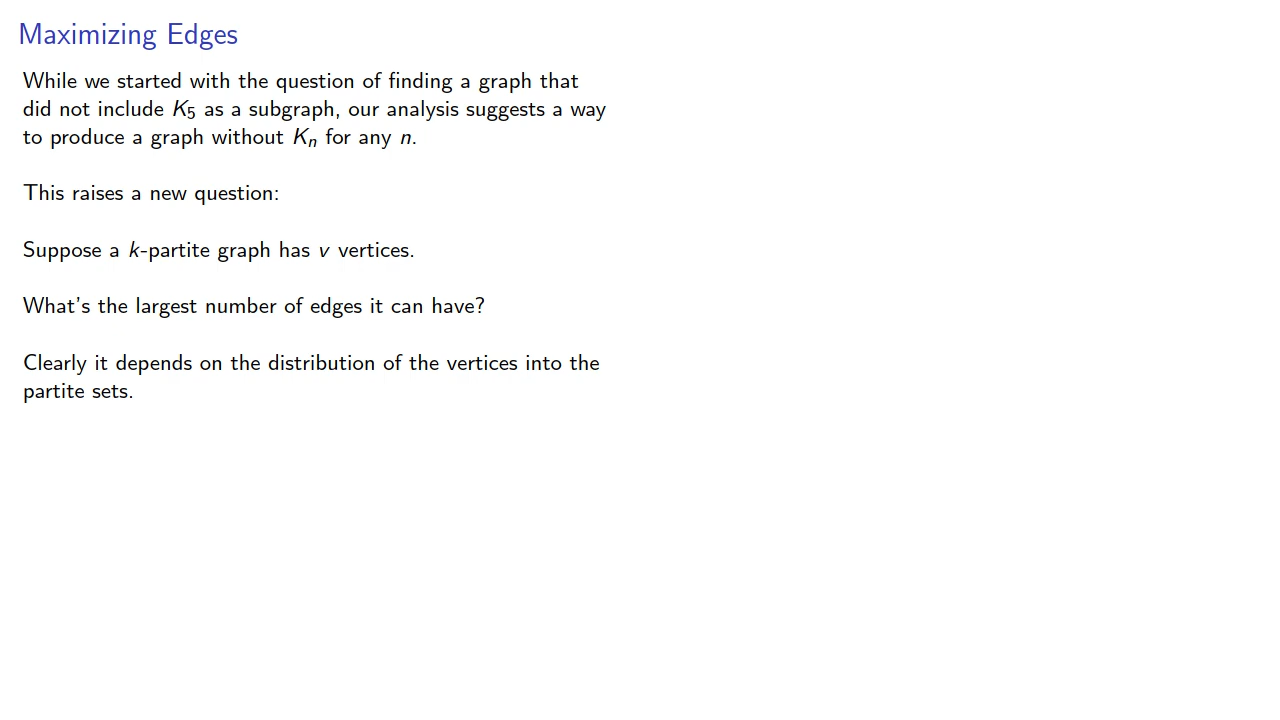 Maximizing Edges
While we started with the question of finding a graph that
did not include K₅ as a subgraph, our analysis suggests a way
to produce a graph without Kₙ for any n.
This raises a new question:
Suppose a k-partite graph has v vertices.
What's the largest number of edges it can have?
Clearly it depends on the distribution of the vertices into the
partite sets.